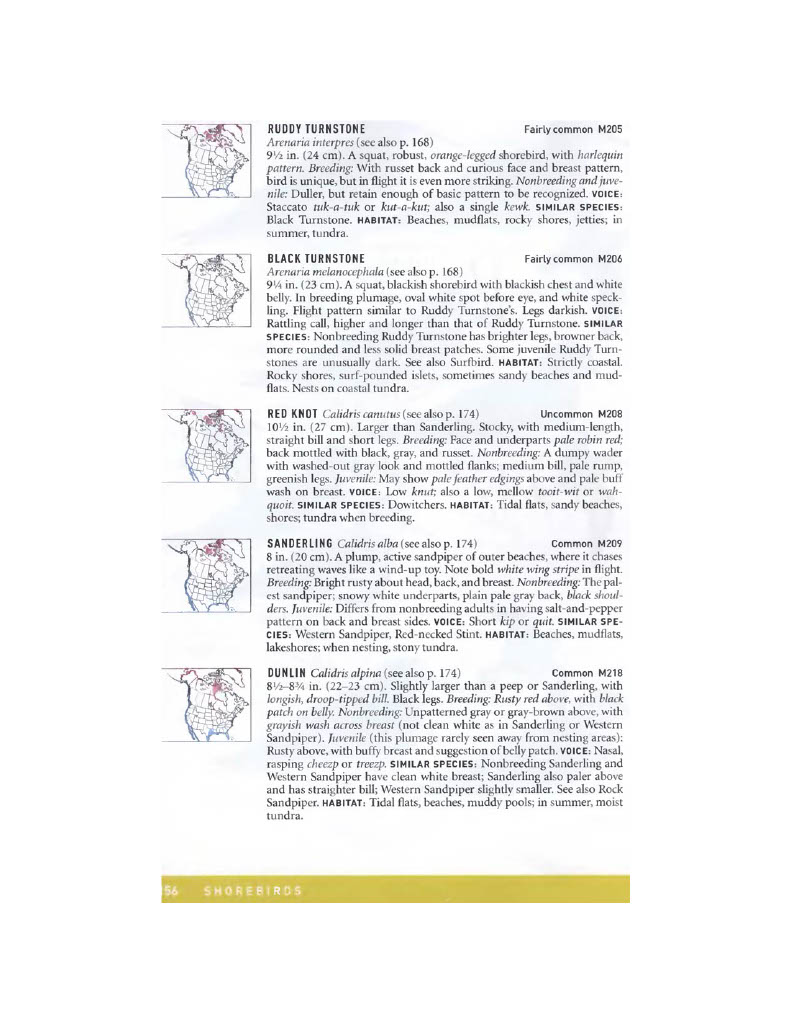 RUDDY TURNSTONE Fairly common M205
Arenaria interpres (see also p. 168)
9½ in. (24 cm). A squat, robust, orange-legged shorebird, with harlequin
pattern. Breeding: With russet back and curious face and breast pattern,
bird is unique, but in flight it is even more striking. Nonbreeding and juve-
nile: Duller, but retain enough of basic pattern to be recognized. VOICE:
Staccato tuk-a-tuk or kut-a-kut; also a single kewk. SIMILAR SPECIES:
Black Turnstone. HABITAT: Beaches, mudflats, rocky shores, jetties; in
summer, tundra.
BLACK TURNSTONE Fairly common M206
Arenaria melanocephala (see also p. 168)
9¼ in. (23 cm). A squat, blackish shorebird with blackish chest and white
belly. In breeding plumage, oval white spot before eye, and white speck-
ling. Flight pattern similar to Ruddy Turnstone's. Legs darkish. VOICE:
Rattling call, higher and longer than that of Ruddy Turnstone. SIMILAR
SPECIES: Nonbreeding Ruddy Turnstone has brighter legs, browner back,
more rounded and less solid breast patches. Some juvenile Ruddy Turn-
stones are unusually dark. See also Surfbird. HABITAT: Strictly coastal.
Rocky shores, surf-pounded islets, sometimes sandy beaches and mud-
flats. Nests on coastal tundra.
RED KNOT Calidris canutus (see also p. 174) Uncommon M208
10½ in. (27 cm). Larger than Sanderling. Stocky, with medium-length,
straight bill and short legs. Breeding: Face and underparts pale robin red;
back mottled with black, gray, and russet. Nonbreeding: A dumpy wader
with washed-out gray look and mottled flanks; medium bill, pale rump,
greenish legs. Juvenile: May show pale feather edgings above and pale buff
wash on breast. VOICE: Low knut; also a low, mellow tooit-wit or wah-
quoit. SIMILAR SPECIES: Dowitchers. HABITAT: Tidal flats, sandy beaches,
shores; tundra when breeding.
SANDERLING Calidris alba (see also p. 174) Common M209
8 in. (20 cm). A plump, active sandpiper of outer beaches, where it chases
retreating waves like a wind-up toy. Note bold white wing stripe in flight.
Breeding: Bright rusty about head, back, and breast. Nonbreeding: The pal-
est sandpiper; snowy white underparts, plain pale gray back, black shoul-
ders. Juvenile: Differs from nonbreeding adults in having salt-and-pepper
pattern on back and breast sides. VOICE: Short kip or quit. SIMILAR SPE-
CIES: Western Sandpiper, Red-necked Stint. HABITAT: Beaches, mudflats,
lakeshores; when nesting, stony tundra.
DUNLIN Calidris alpina (see also p. 174) Common M218
8½–8¾ in. (22–23 cm). Slightly larger than a peep or Sanderling, with
longish, droop-tipped bill. Black legs. Breeding: Rusty red above, with black
patch on belly. Nonbreeding: Unpatterned gray or gray-brown above, with
grayish wash across breast (not clean white as in Sanderling or Western
Sandpiper). Juvenile (this plumage rarely seen away from nesting areas):
Rusty above, with buffy breast and suggestion of belly patch. VOICE: Nasal,
rasping cheezp or treezp. SIMILAR SPECIES: Nonbreeding Sanderling and
Western Sandpiper have clean white breast; Sanderling also paler above
and has straighter bill; Western Sandpiper slightly smaller. See also Rock
Sandpiper. HABITAT: Tidal flats, beaches, muddy pools; in summer, moist
tundra.
56 SHOREBIRDS